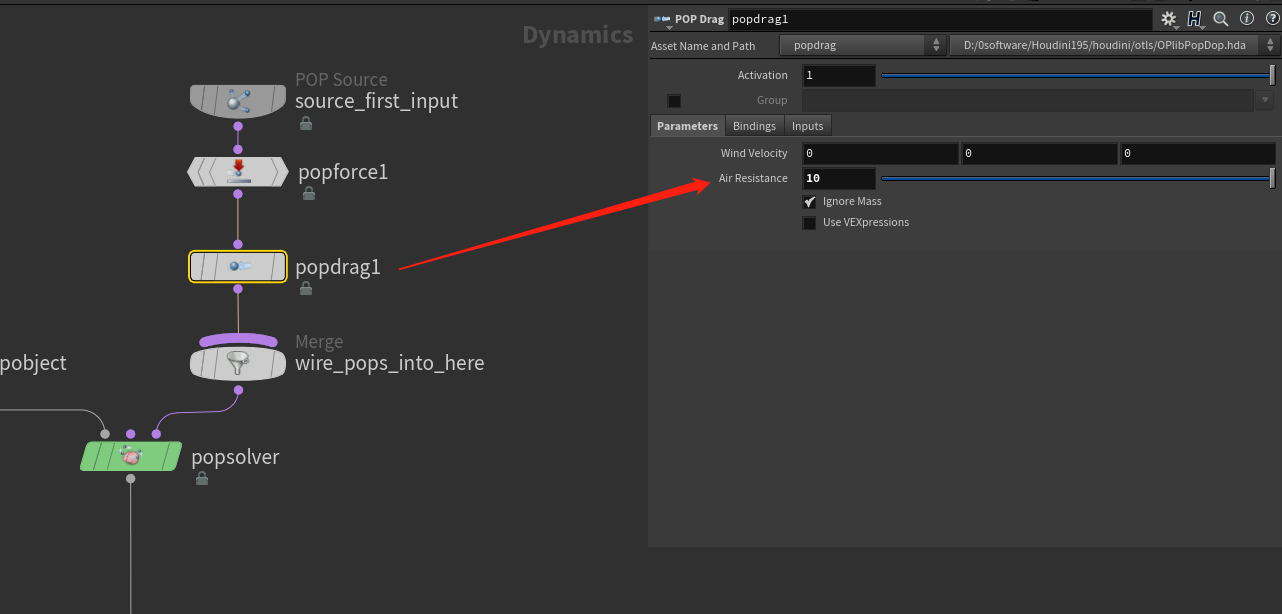 Dynamics
POP Source
source_first_input
popforce1
popdrag1
Merge
wire_pops_into_here
pobject
popsolver
POP Drag popdrag1
Asset Name and Path popdrag D:/0software/Houdini195/houdini/otls/OPlibPopDop.hda
Activation 1
Group
Parameters Bindings Inputs
Wind Velocity 0 0 0
Air Resistance 10
Ignore Mass
Use VEXpressions